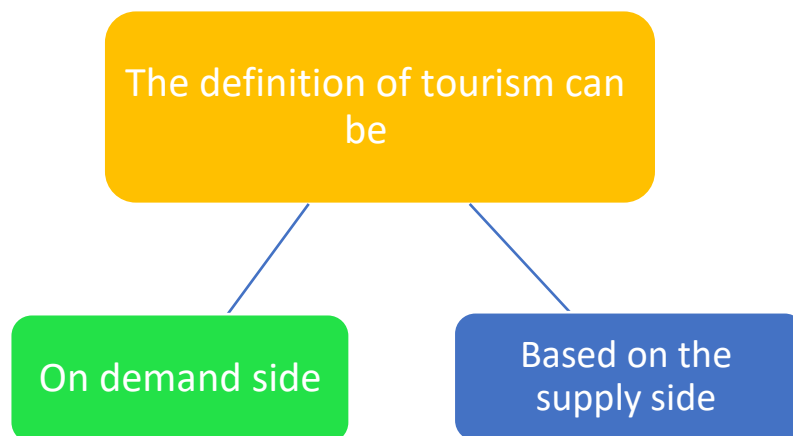 The definition of tourism can
be
On demand side
Based on the
supply side